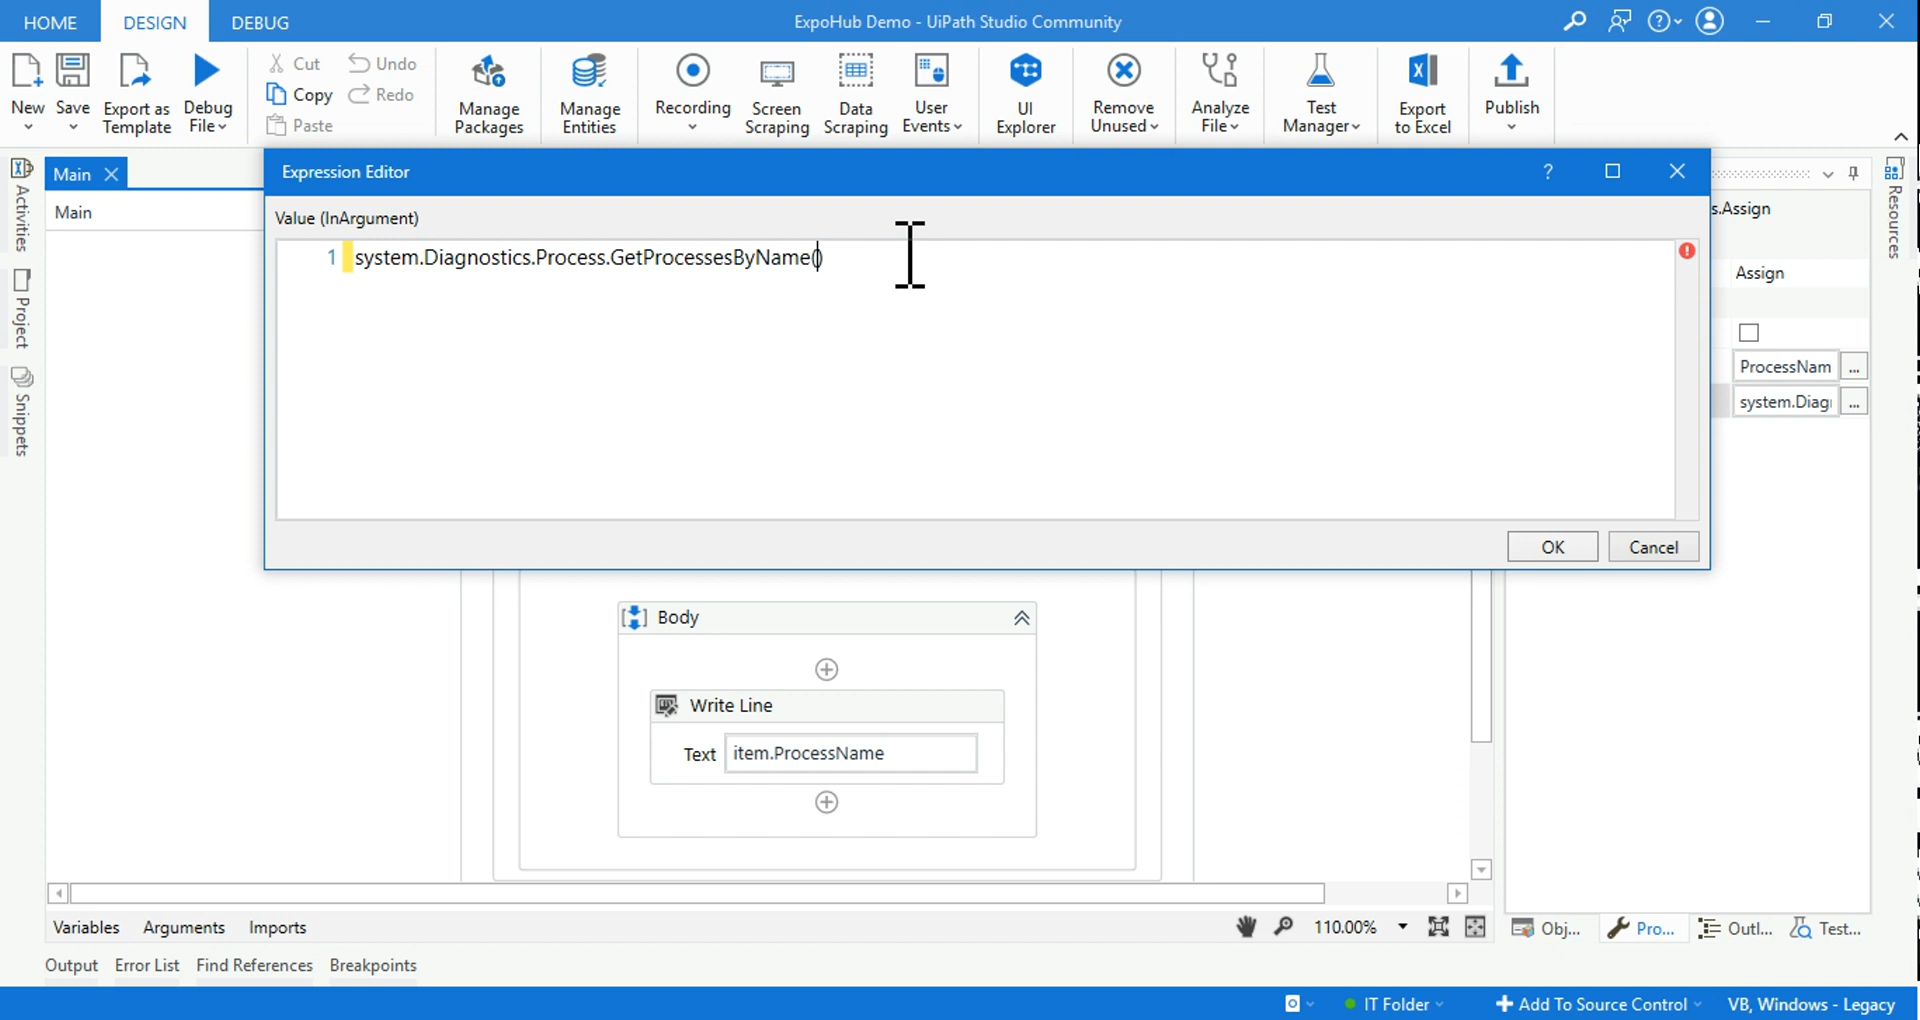 HOME DESIGN DEBUG
ExpoHub Demo - UiPath Studio Community
New
Save
Export as Template
Debug File
Cut
Copy
Paste
Undo
Redo
Manage Packages
Manage Entities
Recording
Screen Scraping
Data Scraping
User Events
UI Explorer
Remove Unused
Analyze File
Test Manager
Export to Excel
Publish
Activities
Project
Snippets
Main
Main
Expression Editor
?
Value (InArgument)
1 system.Diagnostics.Process.GetProcessesByName()
OK
Cancel
s.Assign
Assign
ProcessNam ...
system.Diag ...
Resources
Body
Write Line
Text item.ProcessName
Variables Arguments Imports
110.00%
Obj... Pro... Outl... Test...
Output Error List Find References Breakpoints
IT Folder
Add To Source Control
VB, Windows - Legacy